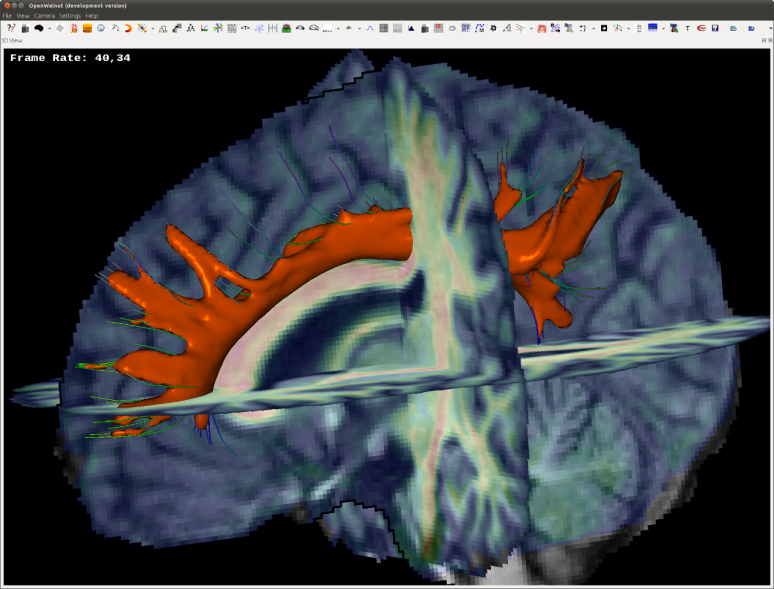 OpenWalnut (development version)
File View Camera Settings Help
3D View
Frame Rate: 40,34